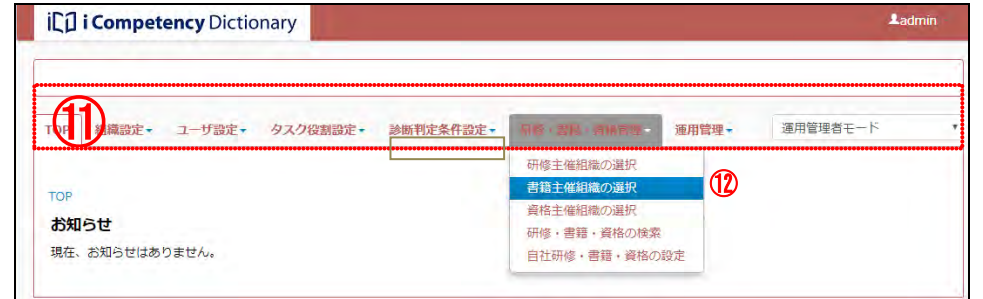 i Competency Dictionary
admin
⑪
TOP 組織設定 ユーザ設定 タスク役割設定 診断判定条件設定 研修・書籍・資格管理 運用管理 運用管理者モード
研修主催組織の選択
書籍主催組織の選択
⑫
資格主催組織の選択
研修・書籍・資格の検索
自社研修・書籍・資格の設定
TOP
お知らせ
現在、お知らせはありません。